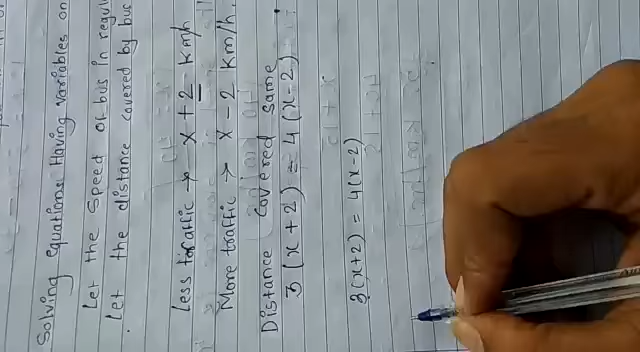 Solving equations Having variables on
Let the speed of bus in regul
Let the distance covered by bus
Less traffic → x + 2 km/h
More traffic → x - 2 km/h.
Distance covered same
3 (x + 2) = 4 (x - 2)
3(x+2) = 4(x-2)